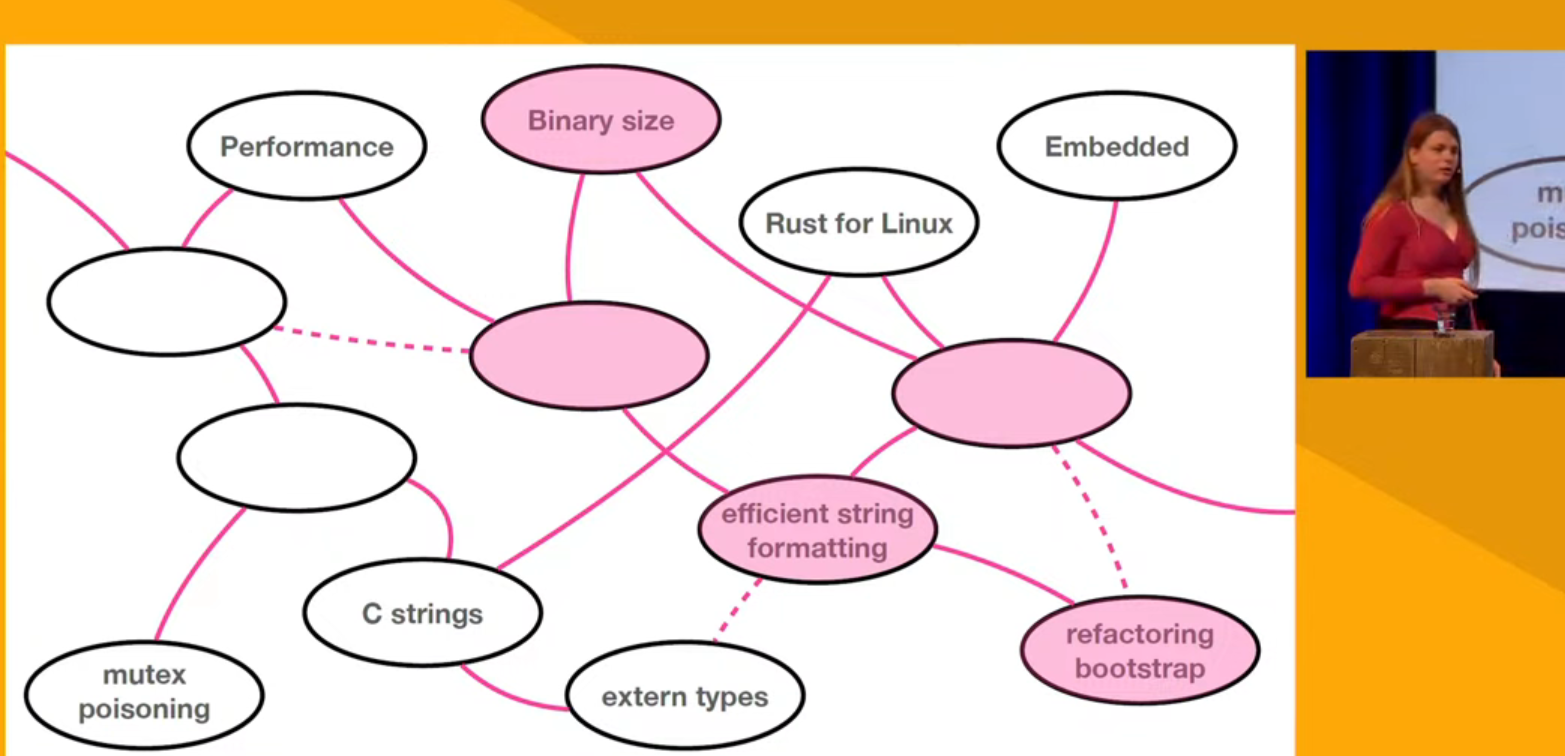 Performance
Binary size
Embedded
Rust for Linux
efficient string
formatting
C strings
refactoring
bootstrap
mutex
poisoning
extern types
m
pois